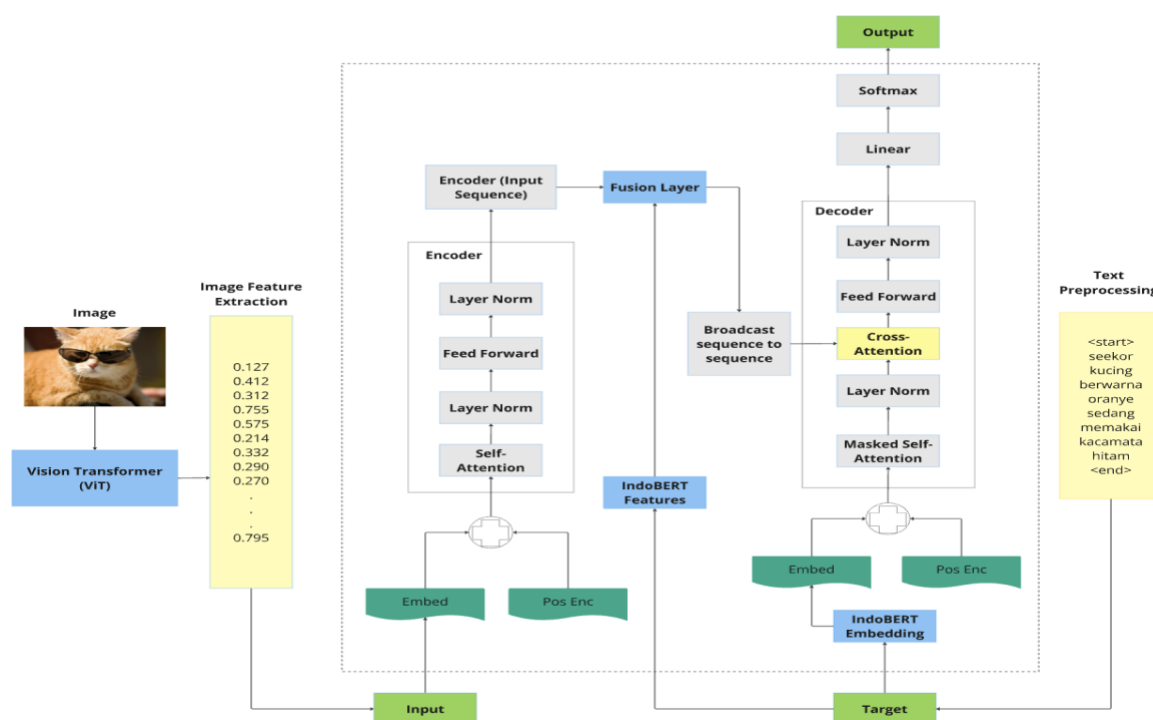 Output
Softmax
Linear
Encoder (Input
Sequence)
Fusion Layer
Decoder
Layer Norm
Feed Forward
Cross-
Attention
Layer Norm
Masked Self-
Attention
Broadcast
sequence to
sequence
Encoder
Layer Norm
Feed Forward
Layer Norm
Self-
Attention
Image Feature
Extraction
Image
0.127
0.412
0.312
0.755
0.575
0.214
0.332
0.290
0.270
.
.
.
0.795
Vision Transformer
(ViT)
IndoBERT
Features
Text
Preprocessing
<start>
seekor
kucing
berwarna
oranye
sedang
memakai
kacamata
hitam
<end>
Embed
Pos Enc
Embed
Pos Enc
IndoBERT
Embedding
Input
Target